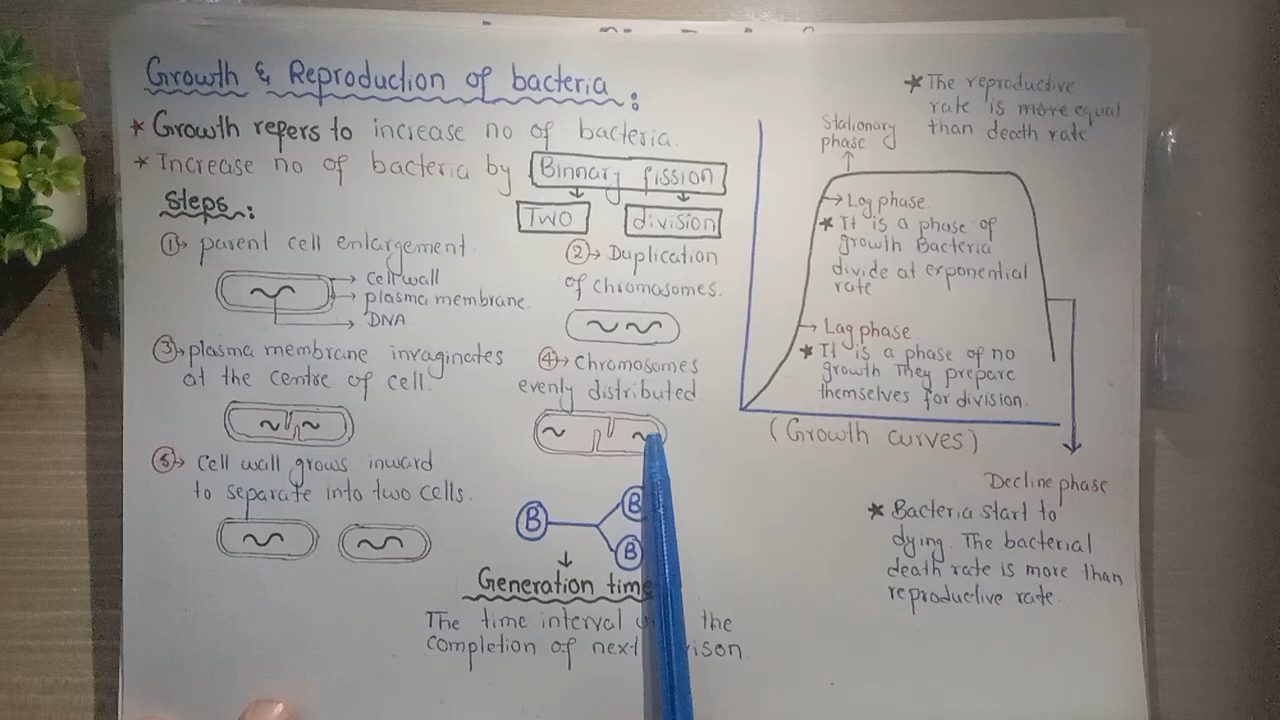 Growth & Reproduction of bacteria :
* Growth repers to increase no of bacteria.
* Increase no of bacteria by Binnary fission
Two division
Steps :
① → parent cell enlargement
cell wall
plasma membrane
DNA
② → Duplication
of chromasomes.
③ → plasma membrane invaginates
at the centre of cell.
④ → chromosomes
evenly distributed
⑤ → cell wall grows inward
to separate into two cells.
B B
B
Generation time
The time interval the
completion of next
* The reproductive
rate is more equal
than death rate
Stationary
phase
Log phase.
* It is a phase of
growth Bacteria
divide at exponential
rate
Lag phase.
* It is a phase of no
growth. They prepare
themselves for division.
(Growth curves)
Decline phase
* Bacteria start to
dying. The bacterial
death rate is more than
reproductive rate.